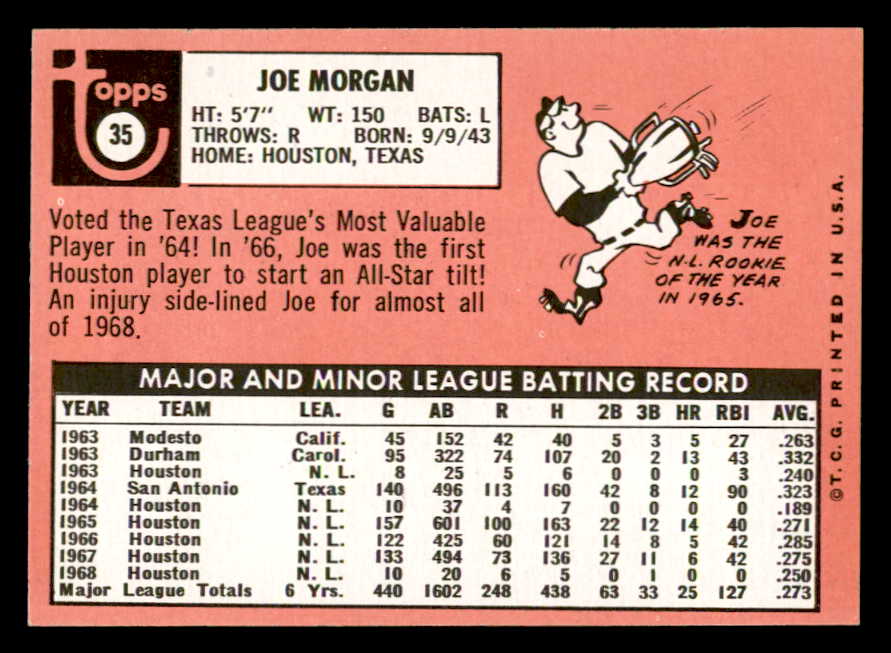 topps
35
JOE MORGAN
HT: 5'7" WT: 150 BATS: L
THROWS: R BORN: 9/9/43
HOME: HOUSTON, TEXAS
Voted the Texas League's Most Valuable
Player in '64! In '66, Joe was the first
Houston player to start an All-Star tilt!
An injury side-lined Joe for almost all
of 1968.
JOE
WAS THE
N.L. ROOKIE
OF THE YEAR
IN 1965.
MAJOR AND MINOR LEAGUE BATTING RECORD
YEAR TEAM LEA. G AB R H 2B 3B HR RBI AVG.
1963 Modesto Calif. 45 152 42 40 5 3 5 27 .263
1963 Durham Carol. 95 322 74 107 20 2 13 43 .332
1963 Houston N. L. 8 25 5 6 0 0 0 3 .240
1964 San Antonio Texas 140 496 113 160 42 8 12 90 .323
1964 Houston N. L. 10 37 4 7 0 0 0 0 .189
1965 Houston N. L. 157 601 100 163 22 12 14 40 .271
1966 Houston N. L. 122 425 60 121 14 8 5 42 .285
1967 Houston N. L. 133 494 73 136 27 11 6 42 .275
1968 Houston N. L. 10 20 6 5 0 1 0 0 .250
Major League Totals 6 Yrs. 440 1602 248 438 63 33 25 127 .273
©T. C. G. PRINTED IN U.S.A.